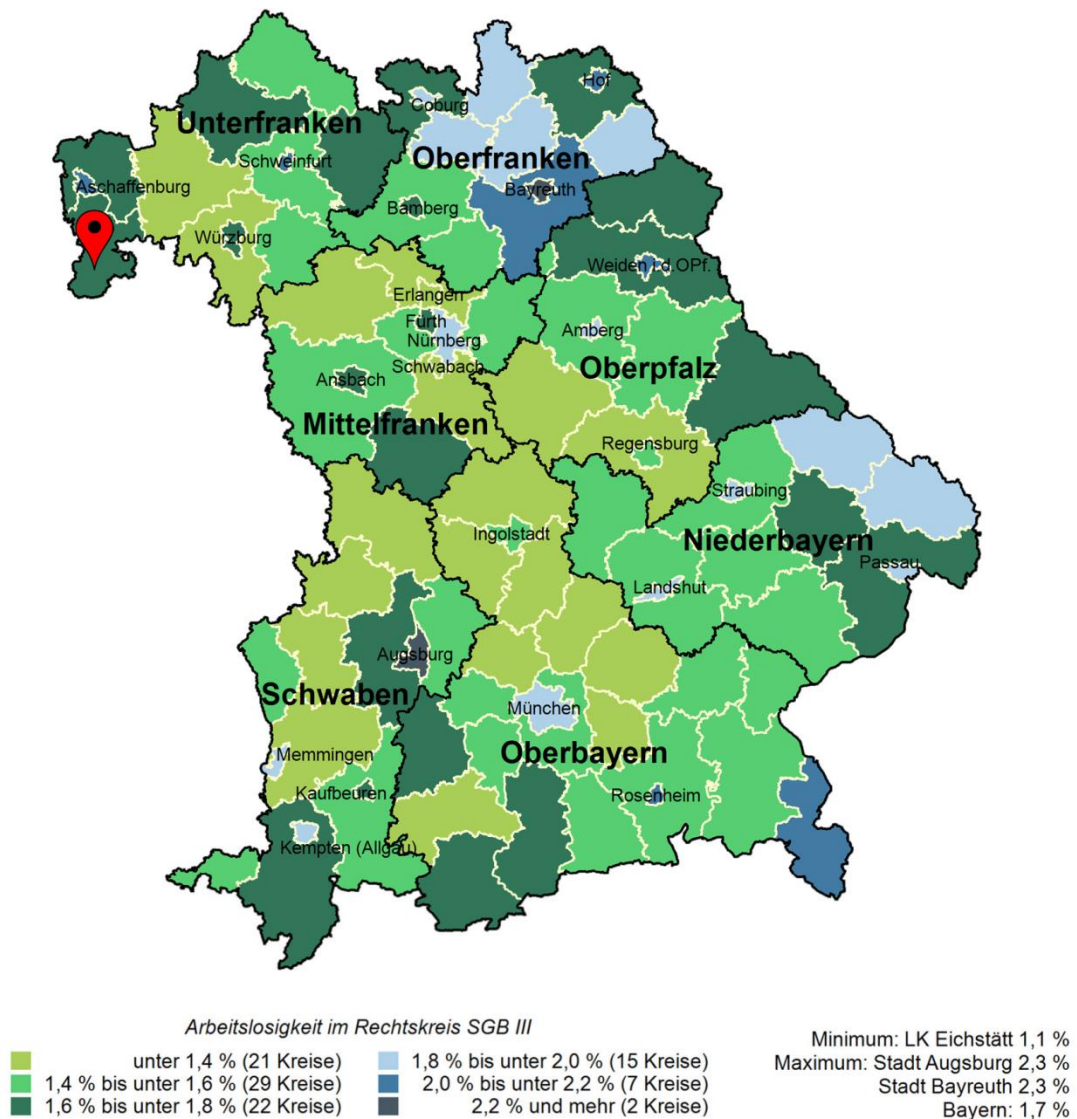 Hof
Coburg
Unterfranken
Oberfranken
Schweinfurt
Aschaffenburg
Bayreuth
Bamberg
Würzburg
Weiden i.d.OPf.
Erlangen
Fürth
Amberg
Nürnberg
Schwabach
Oberpfalz
Ansbach
Mittelfranken
Regensburg
Straubing
Ingolstadt
Niederbayern
Passau
Landshut
Augsburg
Schwaben
München
Oberbayern
Memmingen
Kaufbeuren
Rosenheim
Kempten (Allgäu)
Arbeitslosigkeit im Rechtskreis SGB III
unter 1,4 % (21 Kreise)
1,4 % bis unter 1,6 % (29 Kreise)
1,6 % bis unter 1,8 % (22 Kreise)
1,8 % bis unter 2,0 % (15 Kreise)
2,0 % bis unter 2,2 % (7 Kreise)
2,2 % und mehr (2 Kreise)
Minimum: LK Eichstätt 1,1 %
Maximum: Stadt Augsburg 2,3 %
Stadt Bayreuth 2,3 %
Bayern: 1,7 %